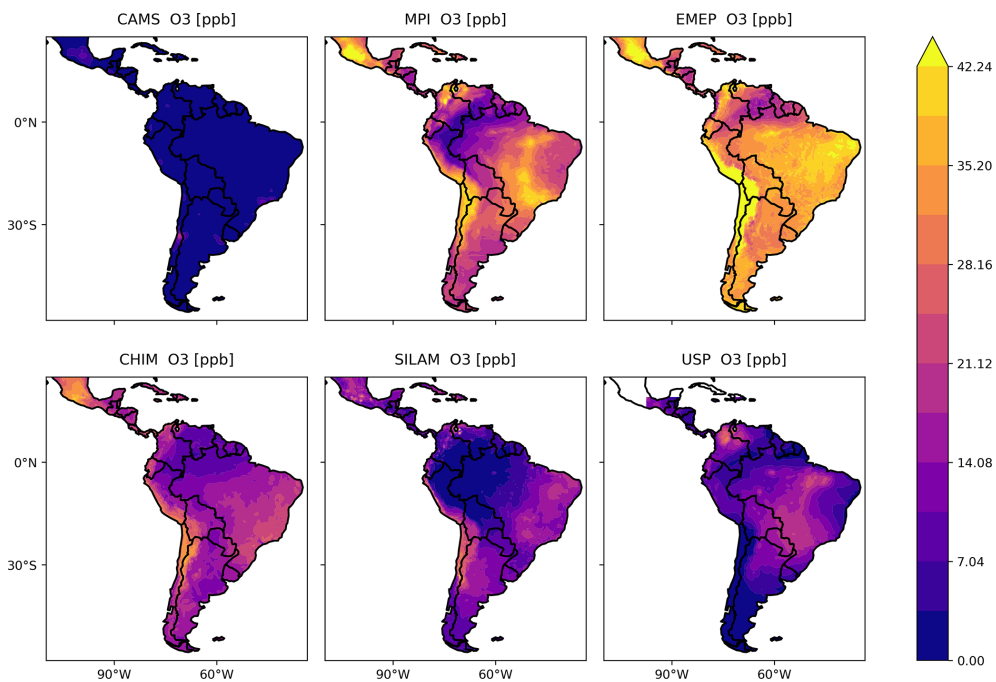 CAMS  O3 [ppb]
MPI  O3 [ppb]
EMEP  O3 [ppb]
0°N
30°S
CHIM  O3 [ppb]
SILAM  O3 [ppb]
USP  O3 [ppb]
0°N
30°S
90°W
60°W
90°W
60°W
90°W
60°W
42.24
35.20
28.16
21.12
14.08
7.04
0.00